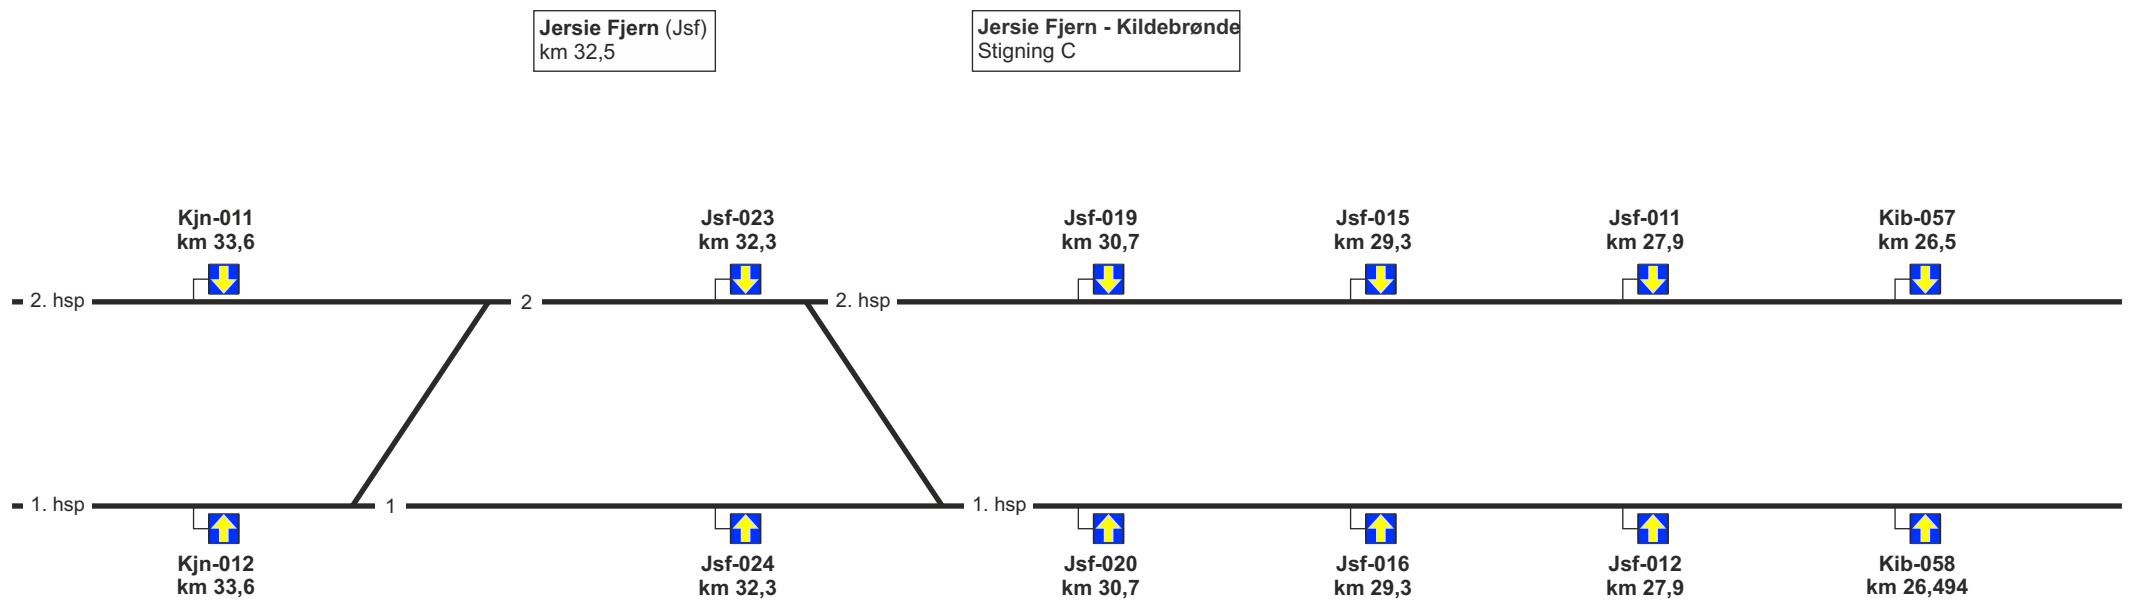 Jersie Fjern (Jsf)
km 32,5
Jersie Fjern - Kildebrønde
Stigning C
Kjn-011
km 33,6
Jsf-023
km 32,3
Jsf-019
km 30,7
Jsf-015
km 29,3
Jsf-011
km 27,9
Kib-057
km 26,5
2. hsp
2
2. hsp
1. hsp
1
1. hsp
Kjn-012
km 33,6
Jsf-024
km 32,3
Jsf-020
km 30,7
Jsf-016
km 29,3
Jsf-012
km 27,9
Kib-058
km 26,494